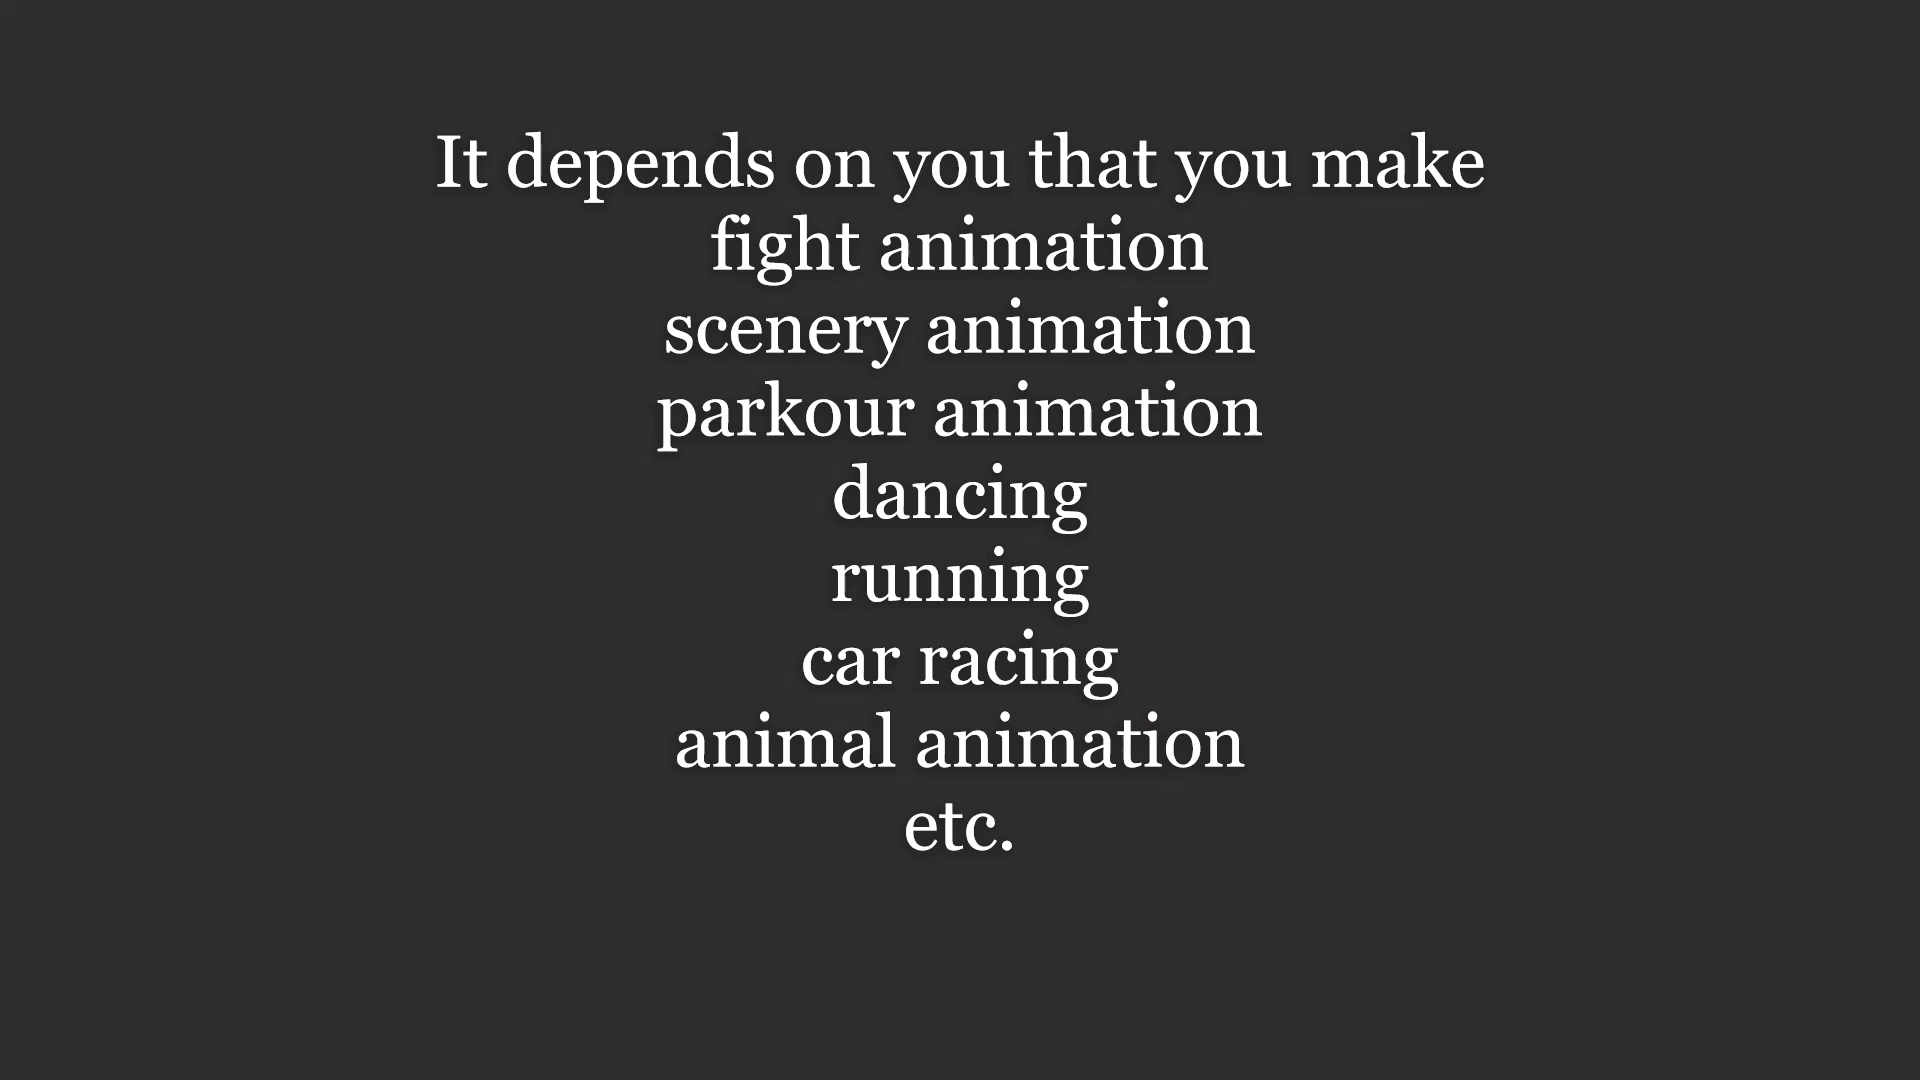 It depends on you that you make
fight animation
scenery animation
parkour animation
dancing
running
car racing
animal animation
etc.